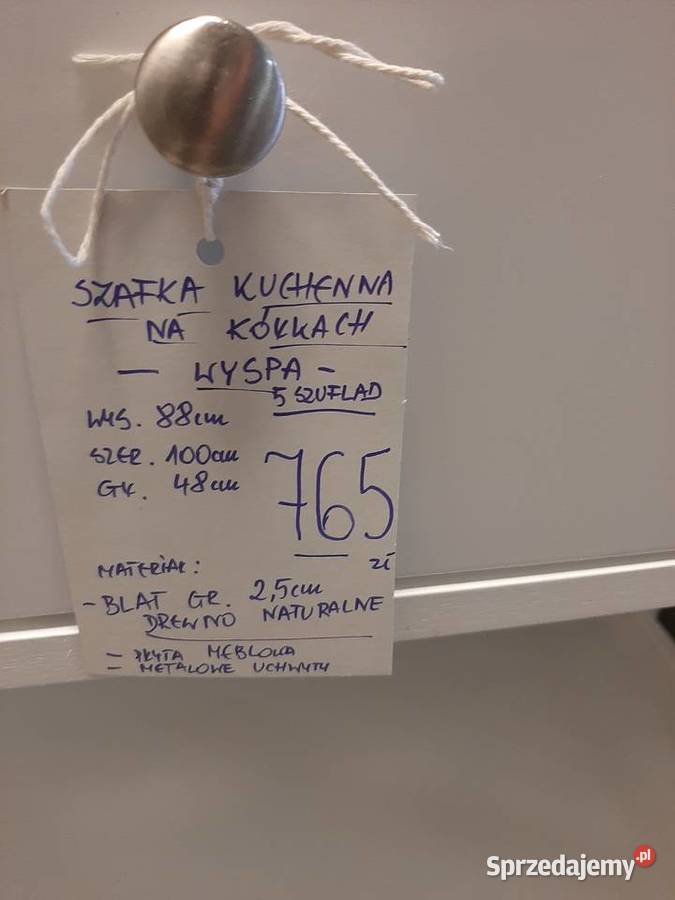 SZAFKA KUCHENNA
NA KÓŁKACH
- WYSPA -
5 SZUFLAD
WYS. 88cm
SZER. 100cm
GŁ. 48cm
765
zł
MATERIAŁ:
- BLAT GR. 2,5cm
DREWNO NATURALNE
- PŁYTA MEBLOWA
- METALOWE UCHWYTY
Sprzedajemy.pl